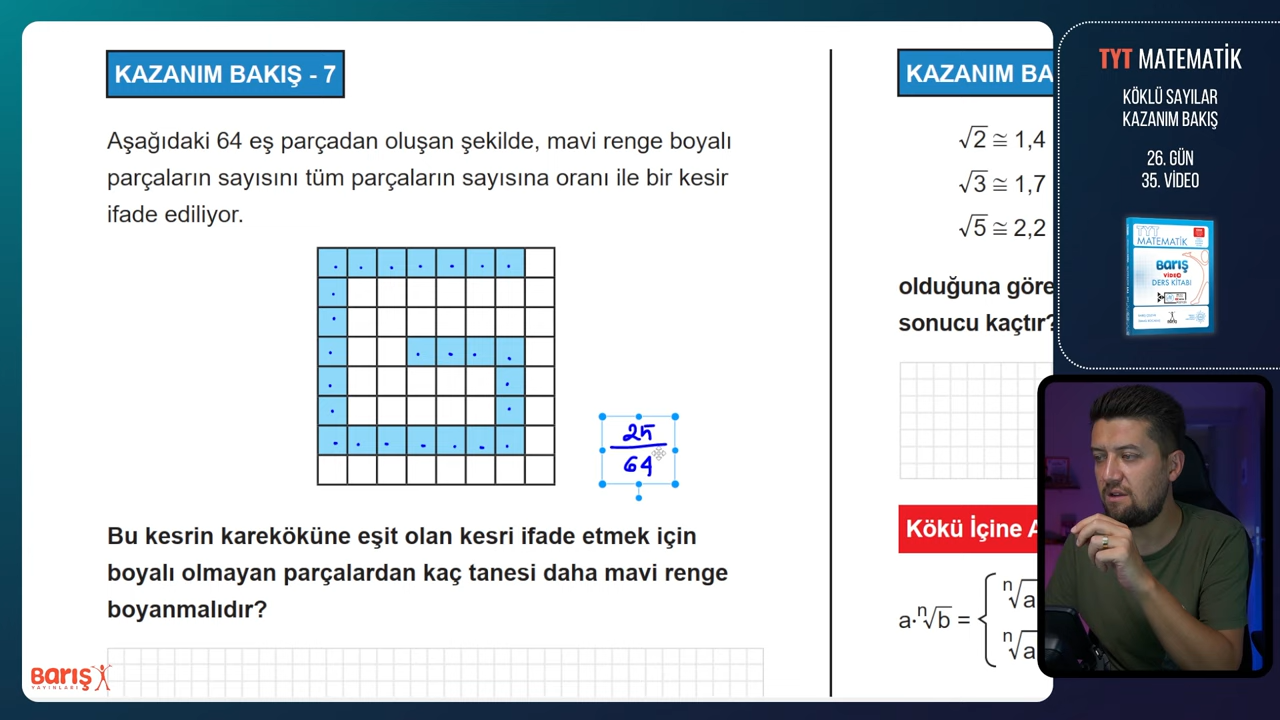 KAZANIM BAKIŞ - 7
Aşağıdaki 64 eş parçadan oluşan şekilde, mavi renge boyalı
parçaların sayısını tüm parçaların sayısına oranı ile bir kesir
ifade ediliyor.
25
64
Bu kesrin kareköküne eşit olan kesri ifade etmek için
boyalı olmayan parçalardan kaç tanesi daha mavi renge
boyanmalıdır?
BARIŞ
YAYINLARI
KAZANIM BA
√2 ≅ 1,4
√3 ≅ 1,7
√5 ≅ 2,2
olduğuna göre
sonucu kaçtır?
Kökü İçine A
a·ⁿ√b = { ⁿ√a
ⁿ√a
TYT MATEMATİK
KÖKLÜ SAYILAR
KAZANIM BAKIŞ
26. GÜN
35. VİDEO
TYT
MATEMATİK
BARIŞ
VİDEO
DERS KİTABI